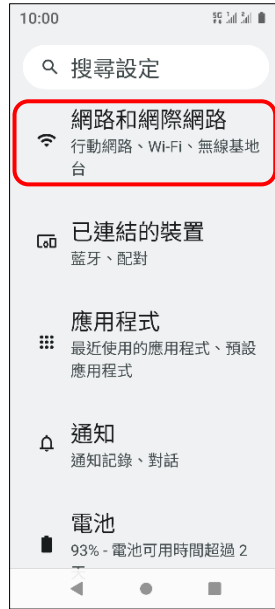 10:00
搜尋設定
網路和網際網路
行動網路、Wi-Fi、無線基地
台
已連結的裝置
藍牙、配對
應用程式
最近使用的應用程式、預設
應用程式
通知
通知記錄、對話
電池
93% - 電池可用時間超過 2